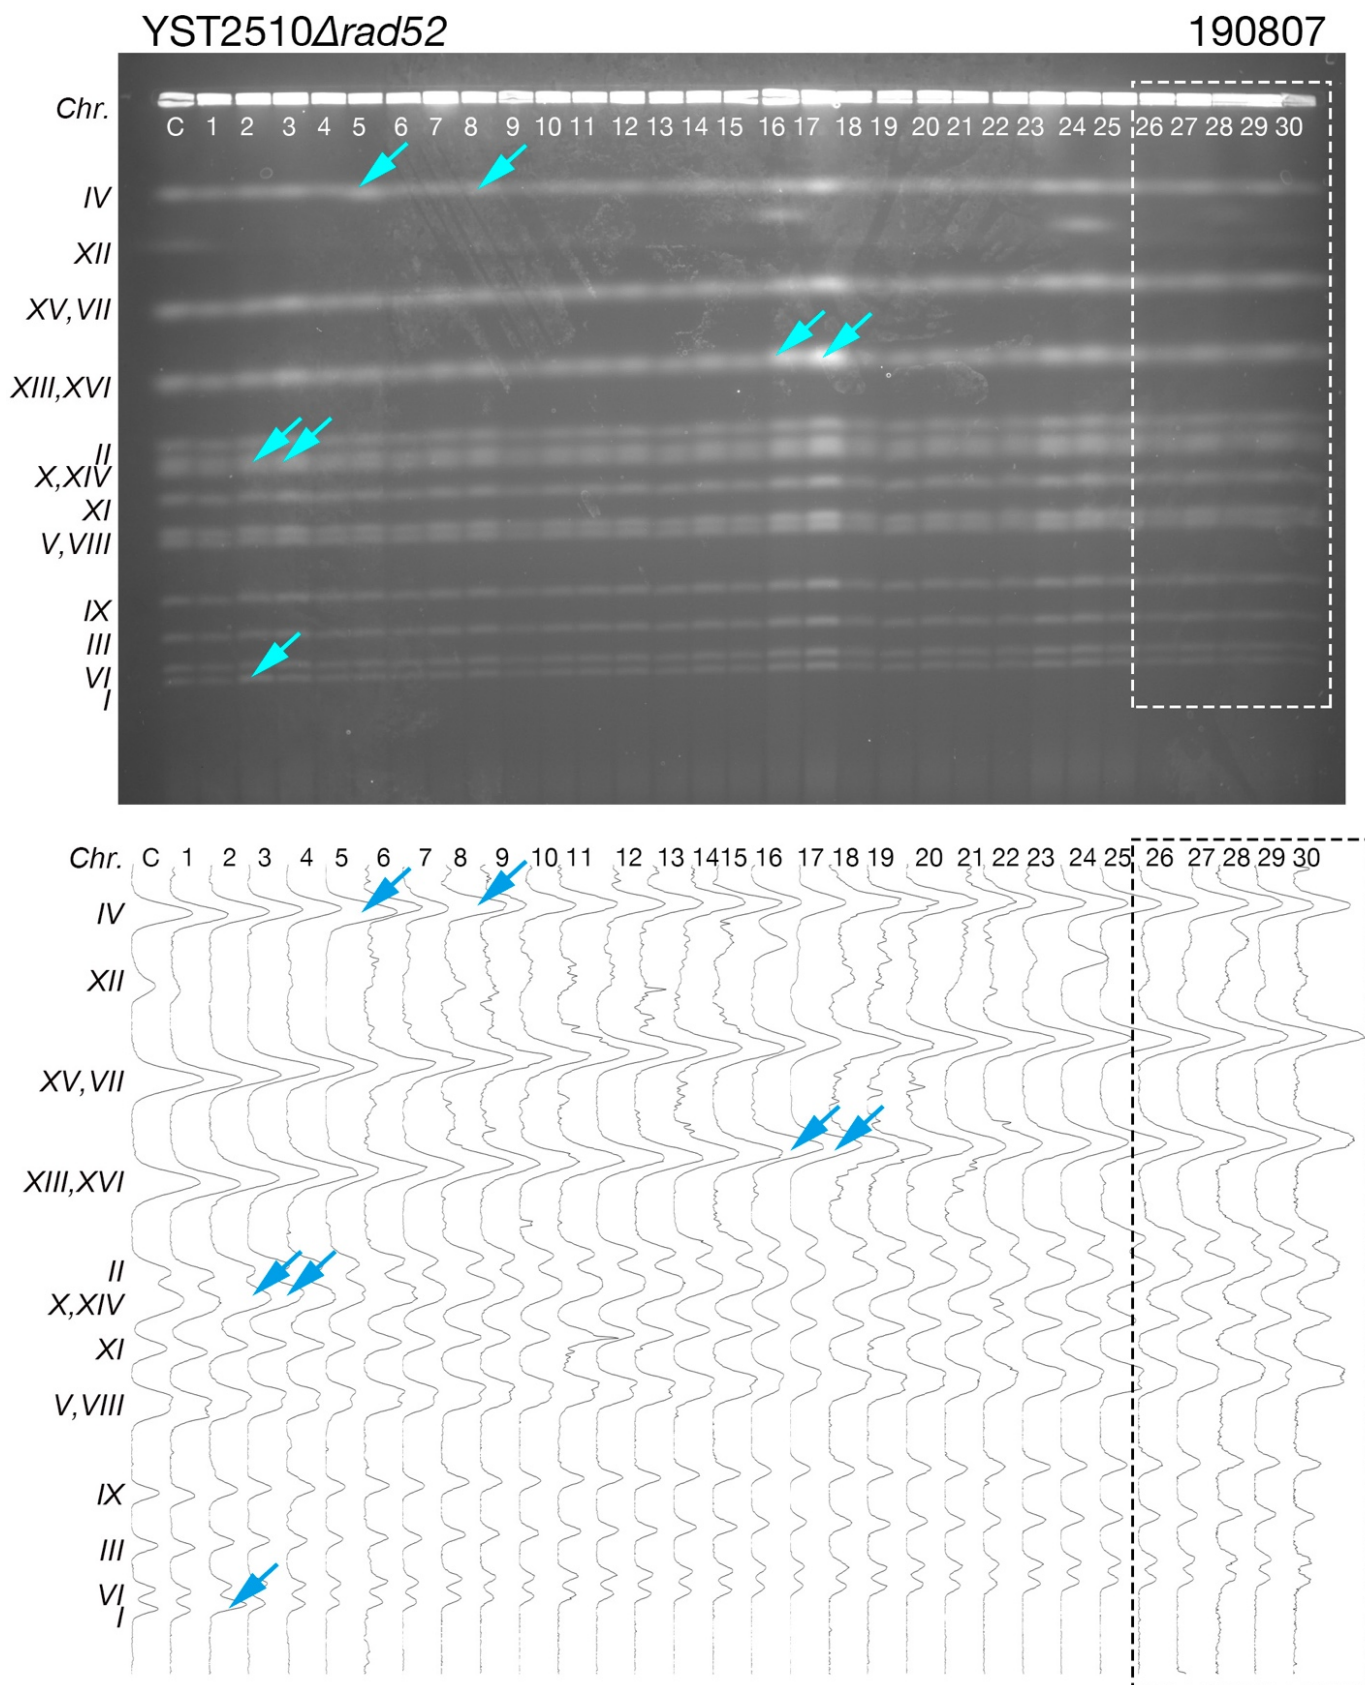 YST2510Δrad52 190807
Chr.
C 1 2 3 4 5 6 7 8 9 10 11 12 13 14 15 16 17 18 19 20 21 22 23 24 25 26 27 28 29 30
IV
XII
XV,VII
XIII,XVI
II
X,XIV
XI
V,VIII
IX
III
VI
I
Chr. C 1 2 3 4 5 6 7 8 9 10 11 12 13 14 15 16 17 18 19 20 21 22 23 24 25 26 27 28 29 30
IV
XII
XV,VII
XIII,XVI
II
X,XIV
XI
V,VIII
IX
III
VI
I